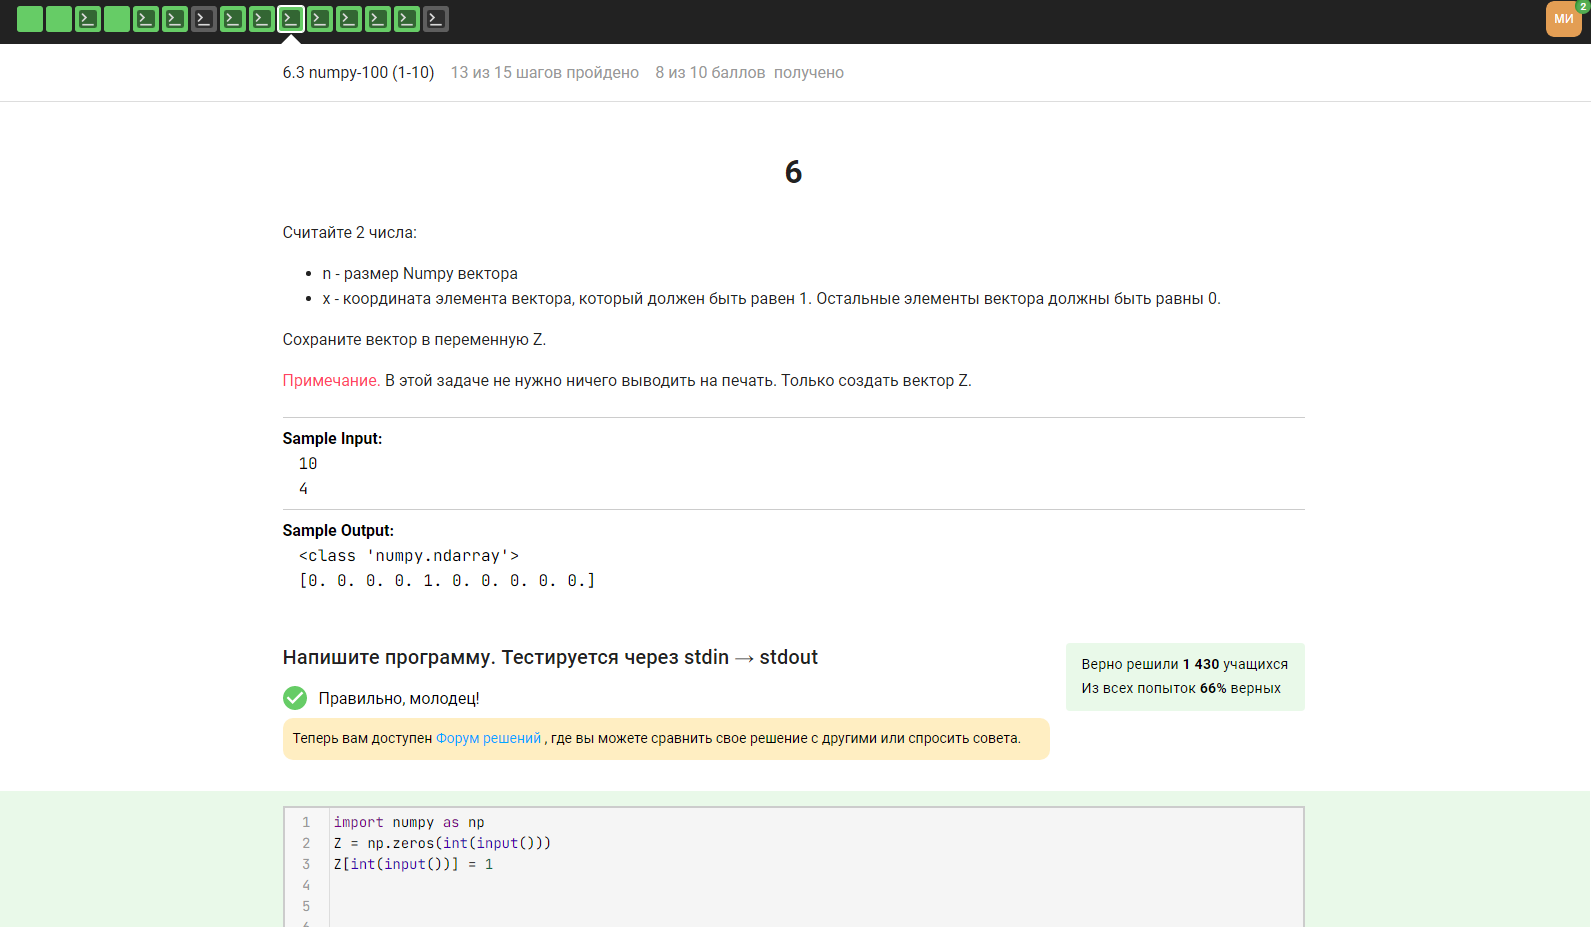 МИ
2
6.3 numpy-100 (1-10) 13 из 15 шагов пройдено 8 из 10 баллов получено
6
Считайте 2 числа:
• n - размер Numpy вектора
• x - координата элемента вектора, который должен быть равен 1. Остальные элементы вектора должны быть равны 0.
Сохраните вектор в переменную Z.
Примечание. В этой задаче не нужно ничего выводить на печать. Только создать вектор Z.
Sample Input:
10
4
Sample Output:
<class 'numpy.ndarray'>
[0. 0. 0. 0. 1. 0. 0. 0. 0. 0.]
Напишите программу. Тестируется через stdin → stdout
Верно решили 1 430 учащихся
Из всех попыток 66% верных
Правильно, молодец!
Теперь вам доступен Форум решений , где вы можете сравнить свое решение с другими или спросить совета.
1 import numpy as np
2 Z = np.zeros(int(input()))
3 Z[int(input())] = 1
4
5
6